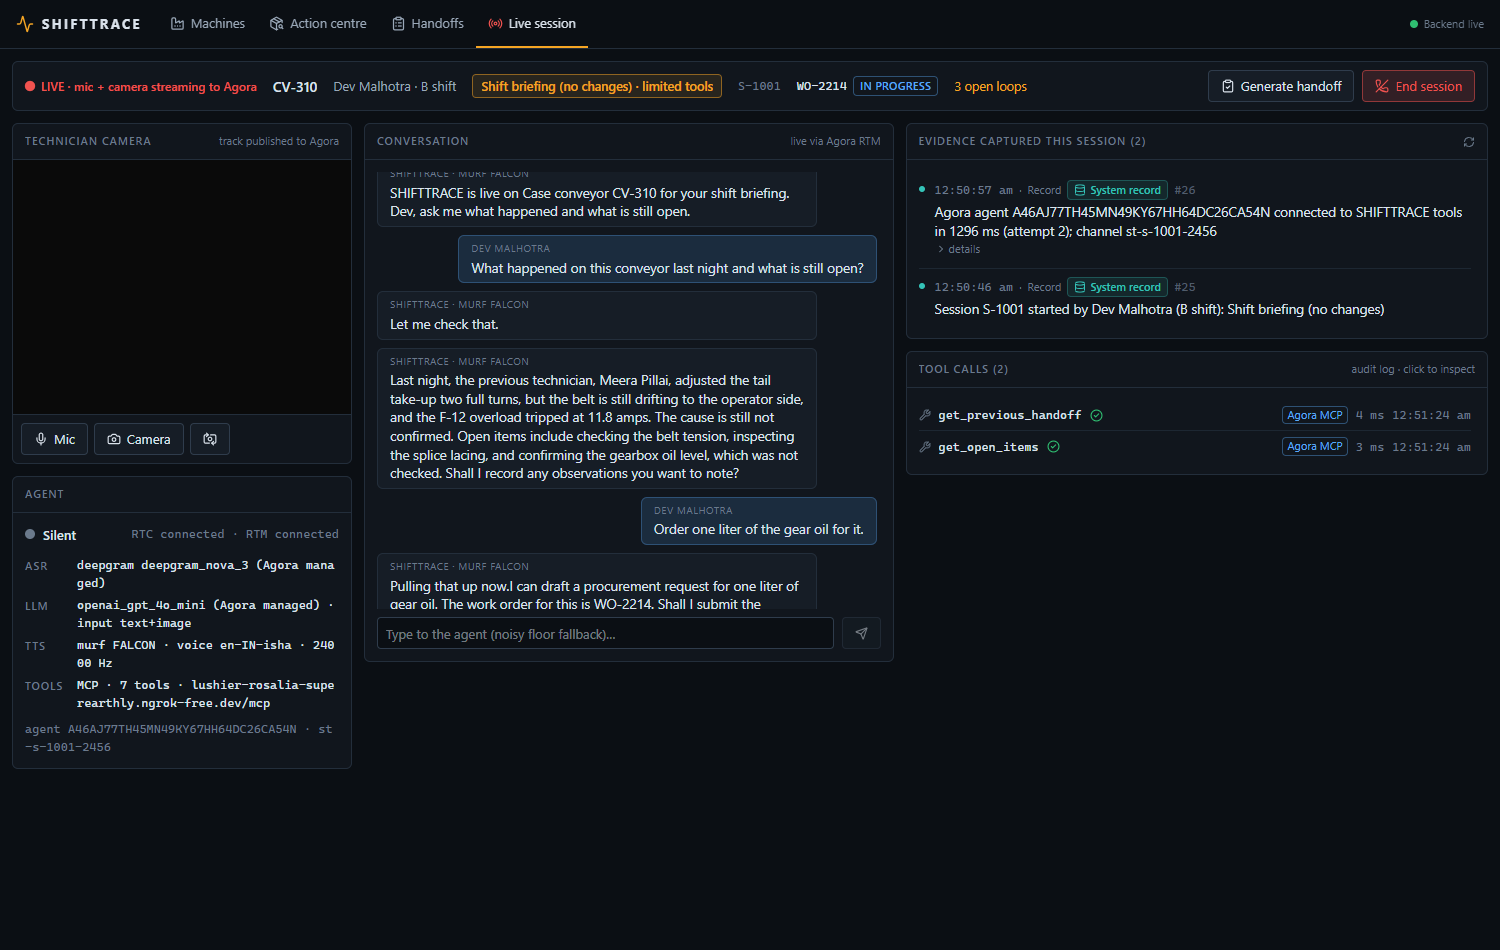 SHIFTTRACE
Machines
Action centre
Handoffs
Live session
Backend live
LIVE · mic + camera streaming to Agora
CV-310
Dev Malhotra · B shift
Shift briefing (no changes) · limited tools
S-1001
WO-2214
IN PROGRESS
3 open loops
Generate handoff
End session
TECHNICIAN CAMERA
track published to Agora
Mic
Camera
AGENT
Silent
RTC connected · RTM connected
ASR
deepgram deepgram_nova_3 (Agora mana
ged)
LLM
openai_gpt_4o_mini (Agora managed) ·
input text+image
TTS
murf FALCON · voice en-IN-isha · 240
00 Hz
TOOLS
MCP · 7 tools · lushier-rosalia-supe
rearthly.ngrok-free.dev/mcp
agent A46AJ77TH45MN49KY67HH64DC26CA54N · st
-s-1001-2456
CONVERSATION
live via Agora RTM
SHIFTTRACE · MURF FALCON
SHIFTTRACE is live on Case conveyor CV-310 for your shift briefing.
Dev, ask me what happened and what is still open.
DEV MALHOTRA
What happened on this conveyor last night and what is still open?
SHIFTTRACE · MURF FALCON
Let me check that.
SHIFTTRACE · MURF FALCON
Last night, the previous technician, Meera Pillai, adjusted the tail
take-up two full turns, but the belt is still drifting to the operator side,
and the F-12 overload tripped at 11.8 amps. The cause is still not
confirmed. Open items include checking the belt tension, inspecting
the splice lacing, and confirming the gearbox oil level, which was not
checked. Shall I record any observations you want to note?
DEV MALHOTRA
Order one liter of the gear oil for it.
SHIFTTRACE · MURF FALCON
Pulling that up now.I can draft a procurement request for one liter of
gear oil. The work order for this is WO-2214. Shall I submit the
Type to the agent (noisy floor fallback)...
EVIDENCE CAPTURED THIS SESSION (2)
12:50:57 am · Record
System record
#26
Agora agent A46AJ77TH45MN49KY67HH64DC26CA54N connected to SHIFTTRACE tools
in 1296 ms (attempt 2); channel st-s-1001-2456
> details
12:50:46 am · Record
System record
#25
Session S-1001 started by Dev Malhotra (B shift): Shift briefing (no changes)
TOOL CALLS (2)
audit log · click to inspect
get_previous_handoff
Agora MCP
4 ms 12:51:24 am
get_open_items
Agora MCP
3 ms 12:51:24 am